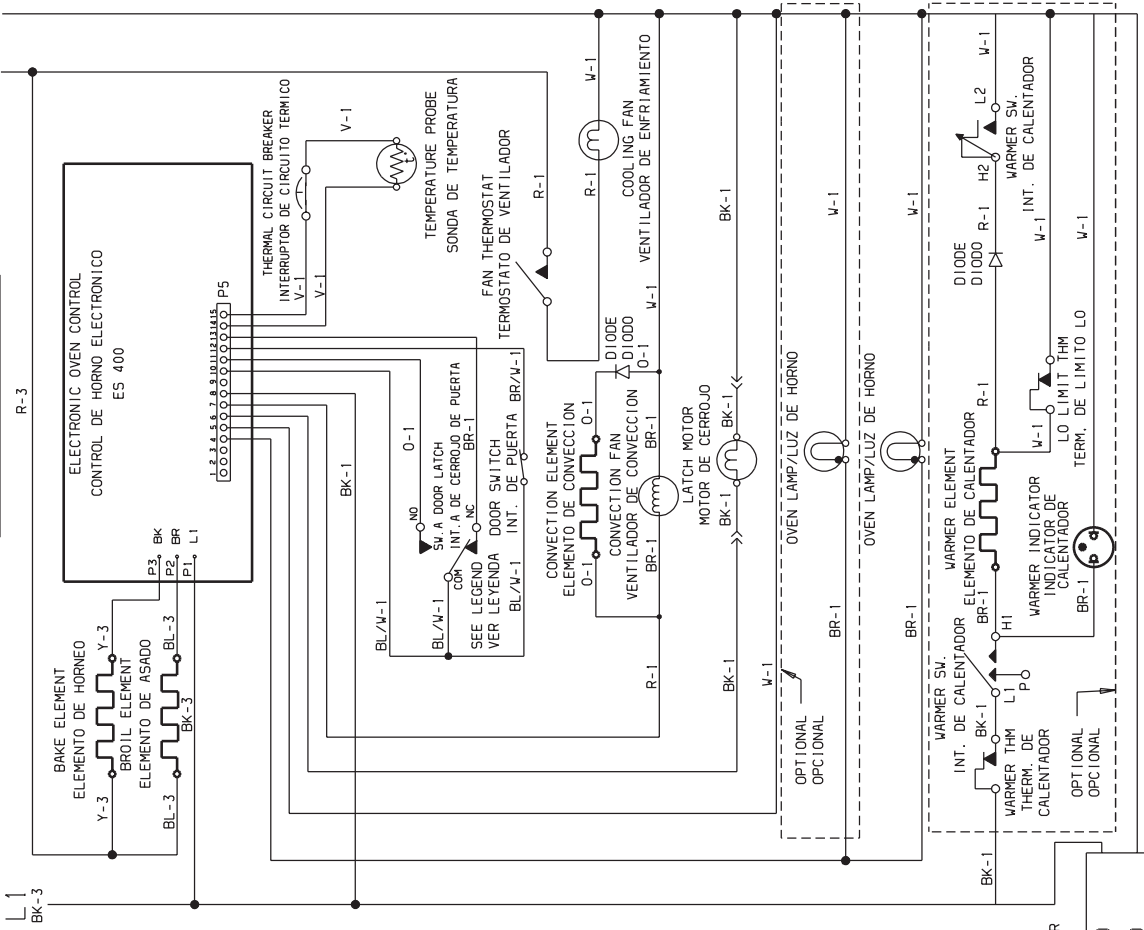 L1
BK-3
R-3
ELECTRONIC OVEN CONTROL
CONTROL DE HORNO ELECTRONICO
ES 400
P5
1 2 3 4 5 6 7 8 9 10 11 12 13 14 15
P3 BK
P2 BR
P1 L1
BAKE ELEMENT
ELEMENTO DE HORNEO
Y-3
Y-3
BROIL ELEMENT
ELEMENTO DE ASADO
BL-3
BL-3
BK-3
THERMAL CIRCUIT BREAKER
INTERRUPTOR DE CIRCUITO TERMICO
V-1
V-1
V-1
t
TEMPERATURE PROBE
SONDA DE TEMPERATURA
BK-1
O-1
NO
SW.A DOOR LATCH
INT.A DE CERROJO DE PUERTA
BR-1
NC
COM
BL/W-1
BL/W-1
SEE LEGEND
VER LEYENDA
DOOR SWITCH
INT. DE PUERTA
BR/W-1
BL/W-1
FAN THERMOSTAT
TERMOSTATO DE VENTILADOR
R-1
W-1
R-1
COOLING FAN
VENTILADOR DE ENFRIAMIENTO
DIODE
DIODO
O-1
O-1
O-1
CONVECTION ELEMENT
ELEMENTO DE CONVECCION
CONVECTION FAN
VENTILADOR DE CONVECCION
W-1
BR-1
BR-1
R-1
LATCH MOTOR
MOTOR DE CERROJO
BK-1
BK-1
BK-1
BK-1
W-1
OPTIONAL
OPCIONAL
OVEN LAMP/LUZ DE HORNO
W-1
BR-1
OVEN LAMP/LUZ DE HORNO
W-1
BR-1
WARMER SW.
INT. DE CALENTADOR
W-1
L2
H2
R-1
DIODE
DIODO
R-1
WARMER ELEMENT
ELEMENTO DE CALENTADOR
BR-1
H1
WARMER SW.
INT. DE CALENTADOR
L1
P
BK-1
WARMER THM
THERM. DE
CALENTADOR
BK-1
W-1
LO LIMIT THM
TERM. DE LIMITO LO
W-1
W-1
WARMER INDICATOR
INDICATOR DE
CALENTADOR
BR-1
OPTIONAL
OPCIONAL